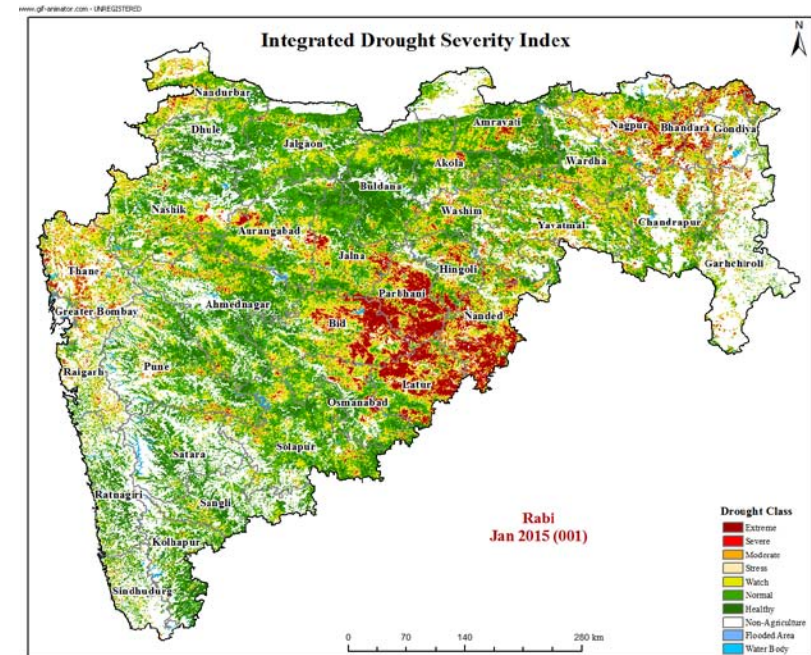 www.gif-animator.com - UNREGISTERED
Integrated Drought Severity Index
N
Nandurbar
Dhule
Jalgaon
Amravati
Nagpur
Bhandara
Gondiya
Akola
Wardha
Buldana
Nashik
Washim
Yavatmal
Chandrapur
Aurangabad
Jalna
Hingoli
Garhchiroli
Thane
Parbhani
Ahmednagar
Greater Bombay
Bid
Nanded
Raigarh
Pune
Latur
Osmanabad
Solapur
Satara
Ratnagiri
Sangli
Kolhapur
Sindhudurg
Rabi
Jan 2015 (001)
Drought Class
Extreme
Severe
Moderate
Stress
Watch
Normal
Healthy
Non-Agriculture
Flooded Area
Water Body
0 70 140 280 km